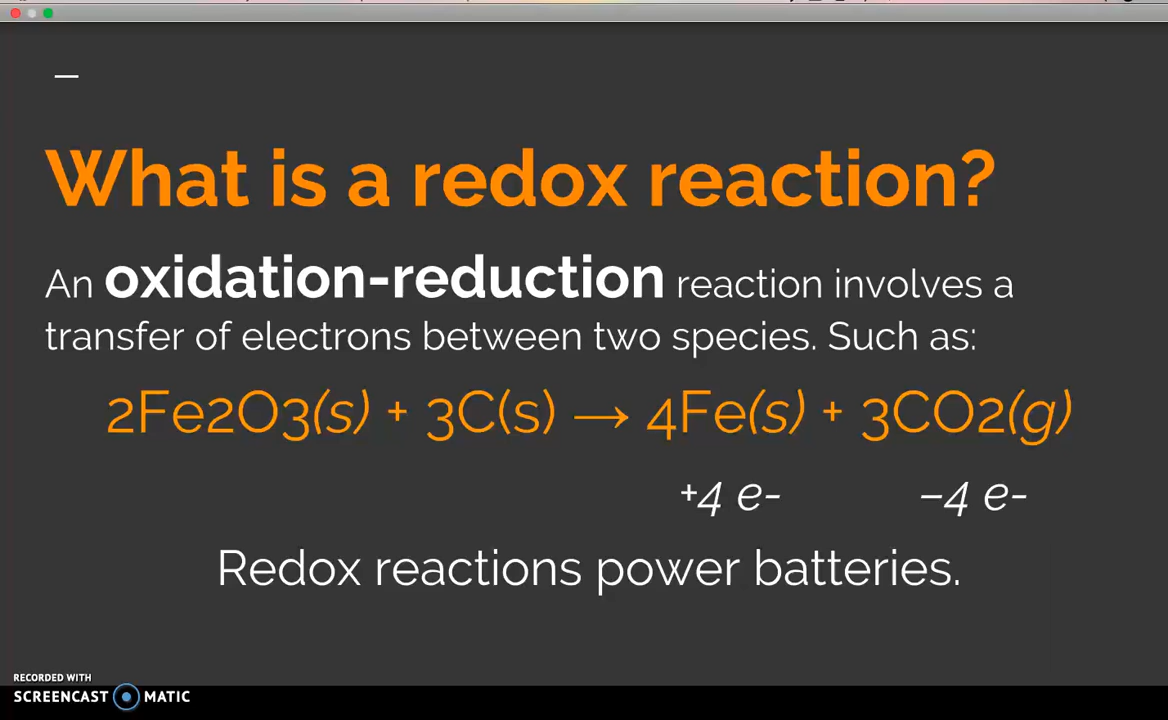 What is a redox reaction?
An oxidation-reduction reaction involves a
transfer of electrons between two species. Such as:
2Fe2O3(s) + 3C(s) → 4Fe(s) + 3CO2(g)
+4 e- –4 e-
Redox reactions power batteries.
RECORDED WITH
SCREENCAST MATIC